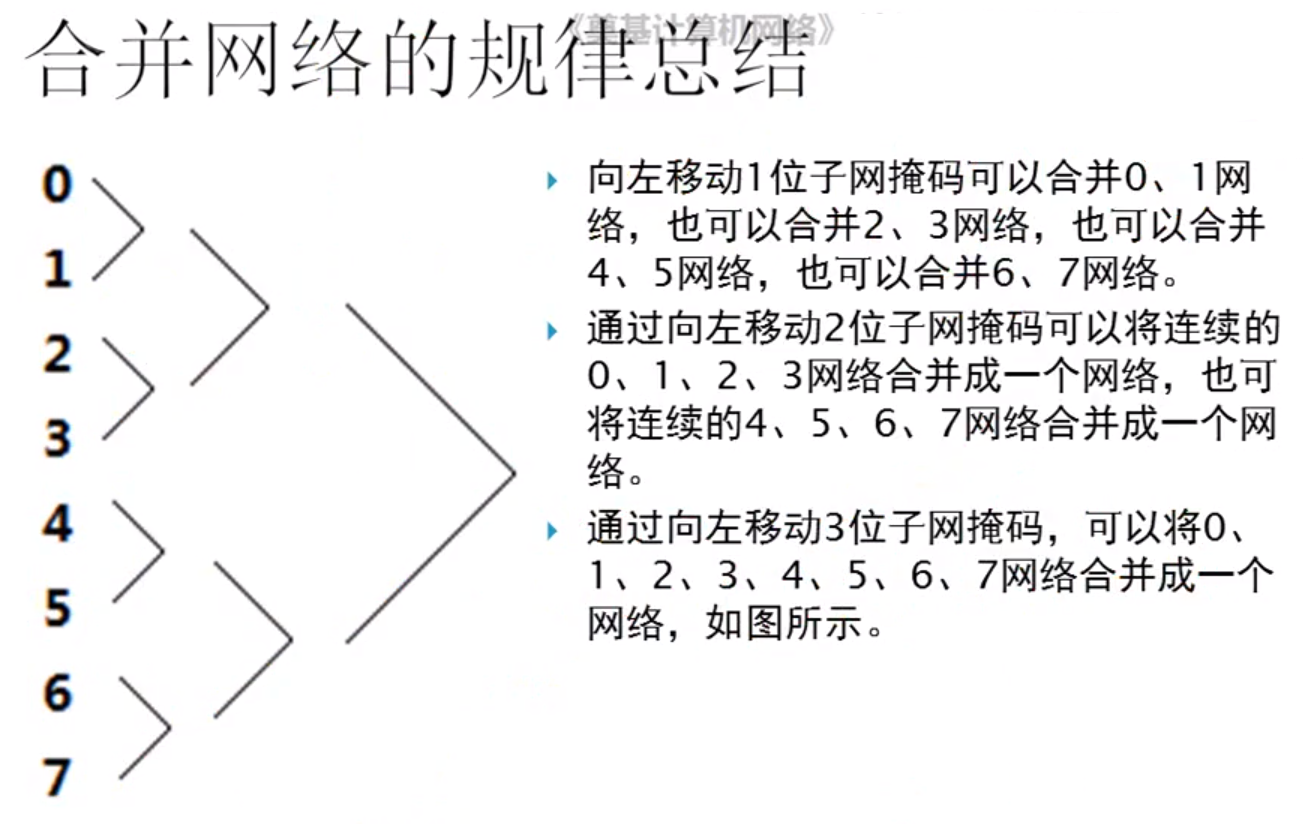 《奠基计算机网络》
合并网络的规律总结
0
1
2
3
4
5
6
7
向左移动1位子网掩码可以合并0、1网
络，也可以合并2、3网络，也可以合并
4、5网络，也可以合并6、7网络。
通过向左移动2位子网掩码可以将连续的
0、1、2、3网络合并成一个网络，也可
将连续的4、5、6、7网络合并成一个网
络。
通过向左移动3位子网掩码，可以将0、
1、2、3、4、5、6、7网络合并成一个
网络，如图所示。